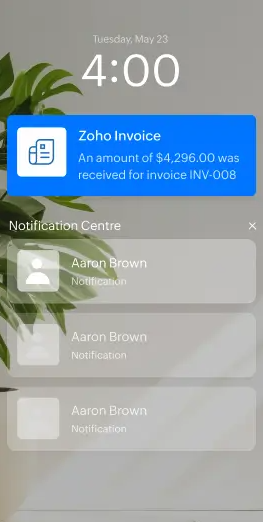 Tuesday, May 23
4:00
Zoho Invoice
An amount of $4,296.00 was
received for invoice INV-008
Notification Centre ×
Aaron Brown
Notification
Aaron Brown
Notification
Aaron Brown
Notification